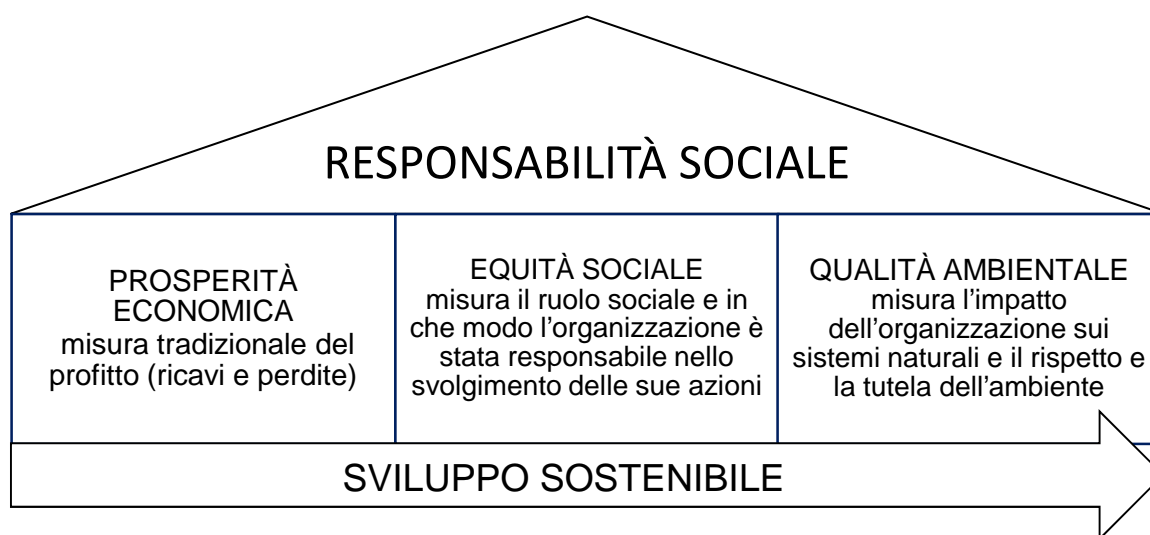 RESPONSABILITÀ SOCIALE
PROSPERITÀ
ECONOMICA
misura tradizionale del
profitto (ricavi e perdite)
EQUITÀ SOCIALE
misura il ruolo sociale e in
che modo l’organizzazione è
stata responsabile nello
svolgimento delle sue azioni
QUALITÀ AMBIENTALE
misura l’impatto
dell’organizzazione sui
sistemi naturali e il rispetto e
la tutela dell’ambiente
SVILUPPO SOSTENIBILE